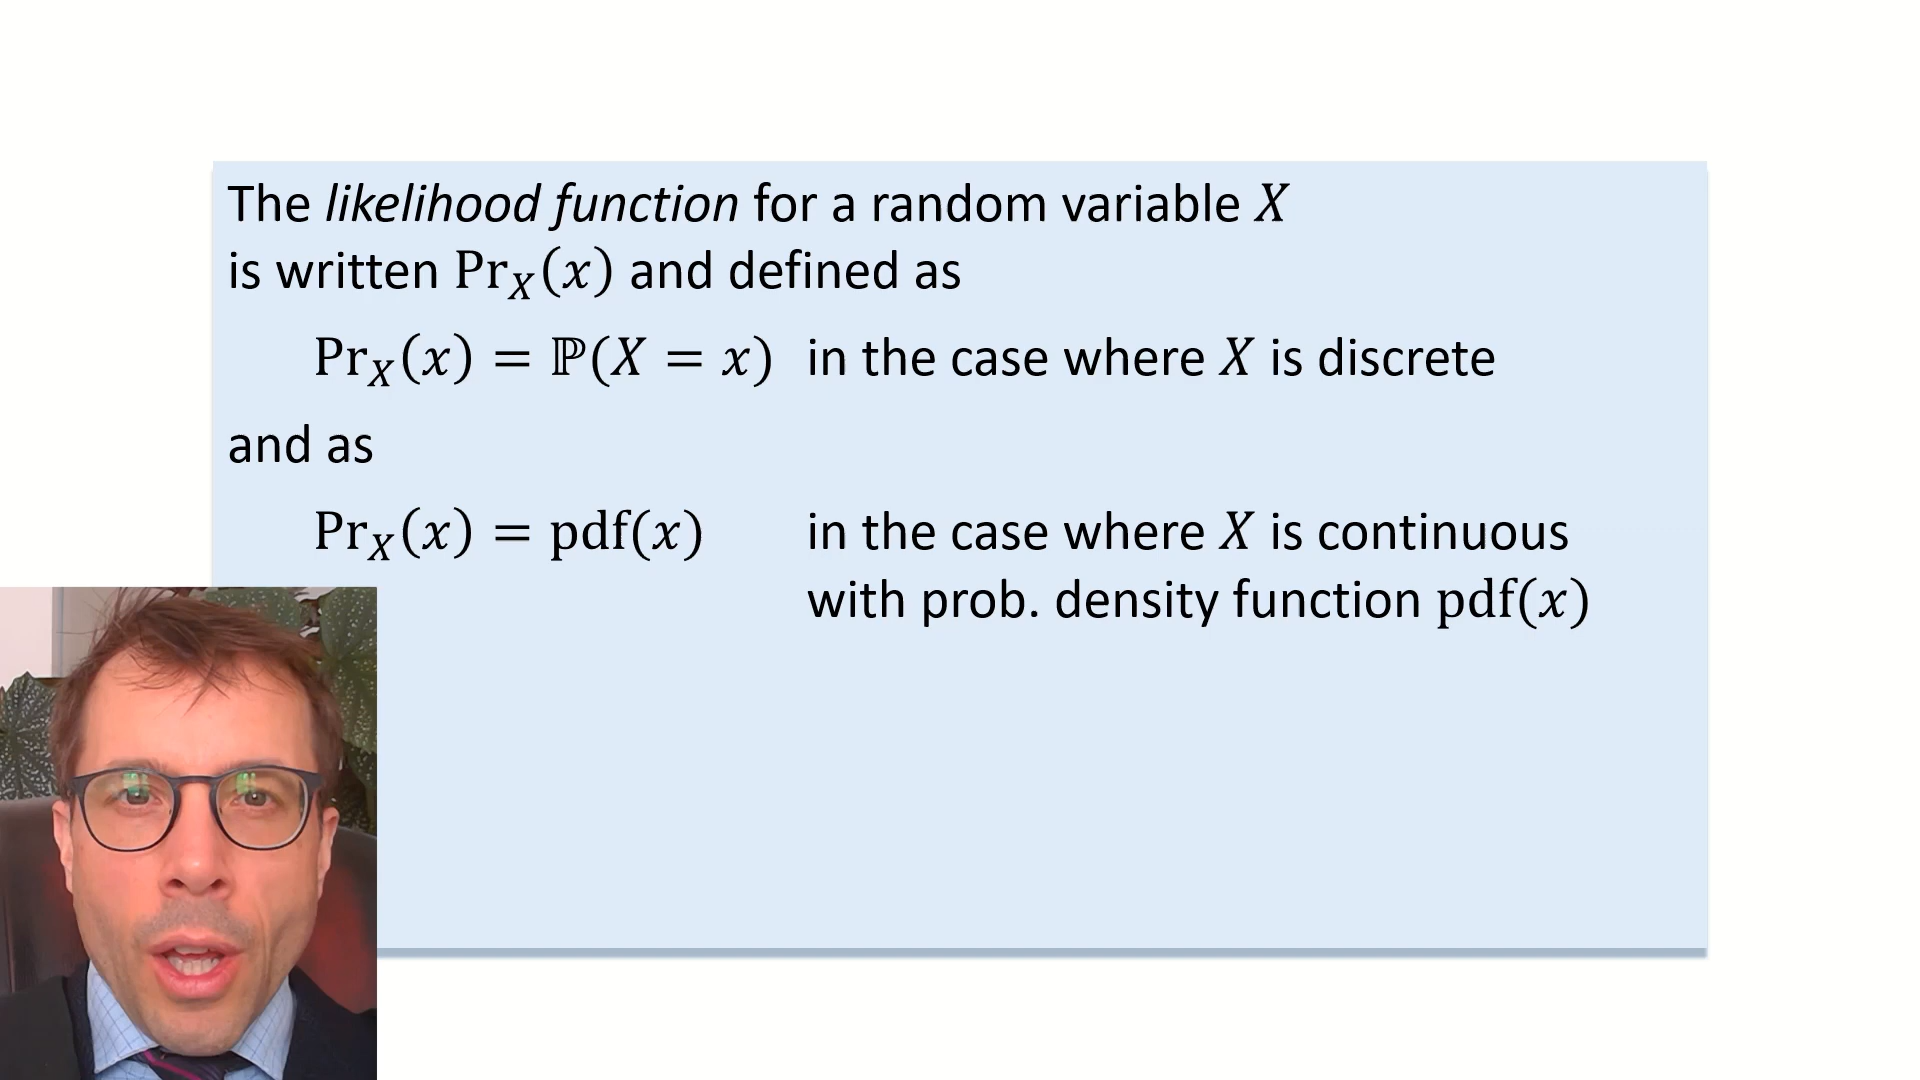 The likelihood function for a random variable X
is written Pr_X(x) and defined as
Pr_X(x) = ℙ(X = x) in the case where X is discrete
and as
Pr_X(x) = pdf(x) in the case where X is continuous
with prob. density function pdf(x)